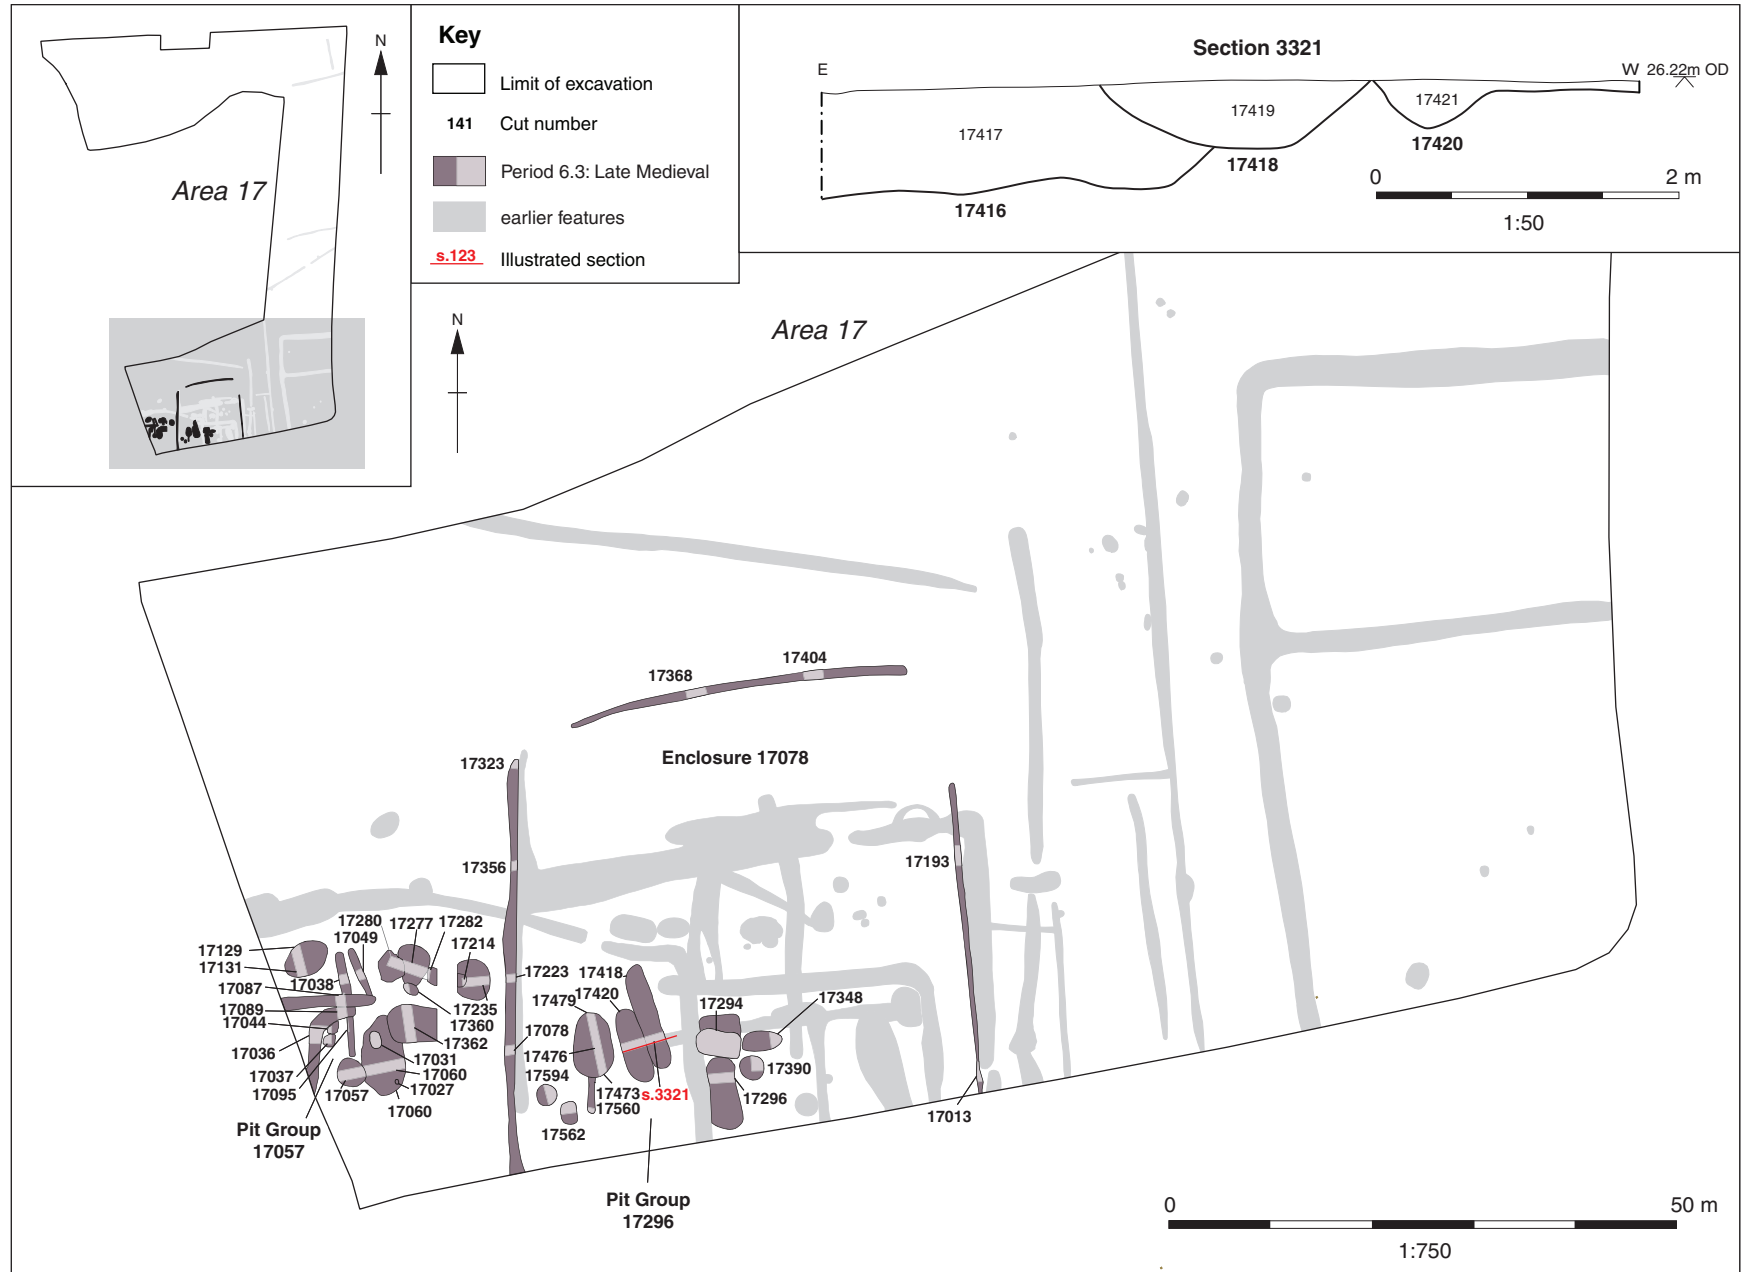 N
Area 17
Key
Limit of excavation
141 Cut number
Period 6.3: Late Medieval
earlier features
s.123 Illustrated section
Section 3321
E
W 26.22m OD
17417
17419
17421
17416
17418
17420
0 2 m
1:50
N
Area 17
17368
17404
Enclosure 17078
17323
17356
17193
17280 17277 17282
17049
17214
17129
17131
17038
17087
17089
17044
17036
17037
17095
17057
17235
17360
17362
17031
17060
17027
17060
Pit Group
17057
17223
17418
17420
17479
17078
17476
17594
17473
s.3321
17560
17562
17294
17348
17390
17296
17013
Pit Group
17296
0 50 m
1:750